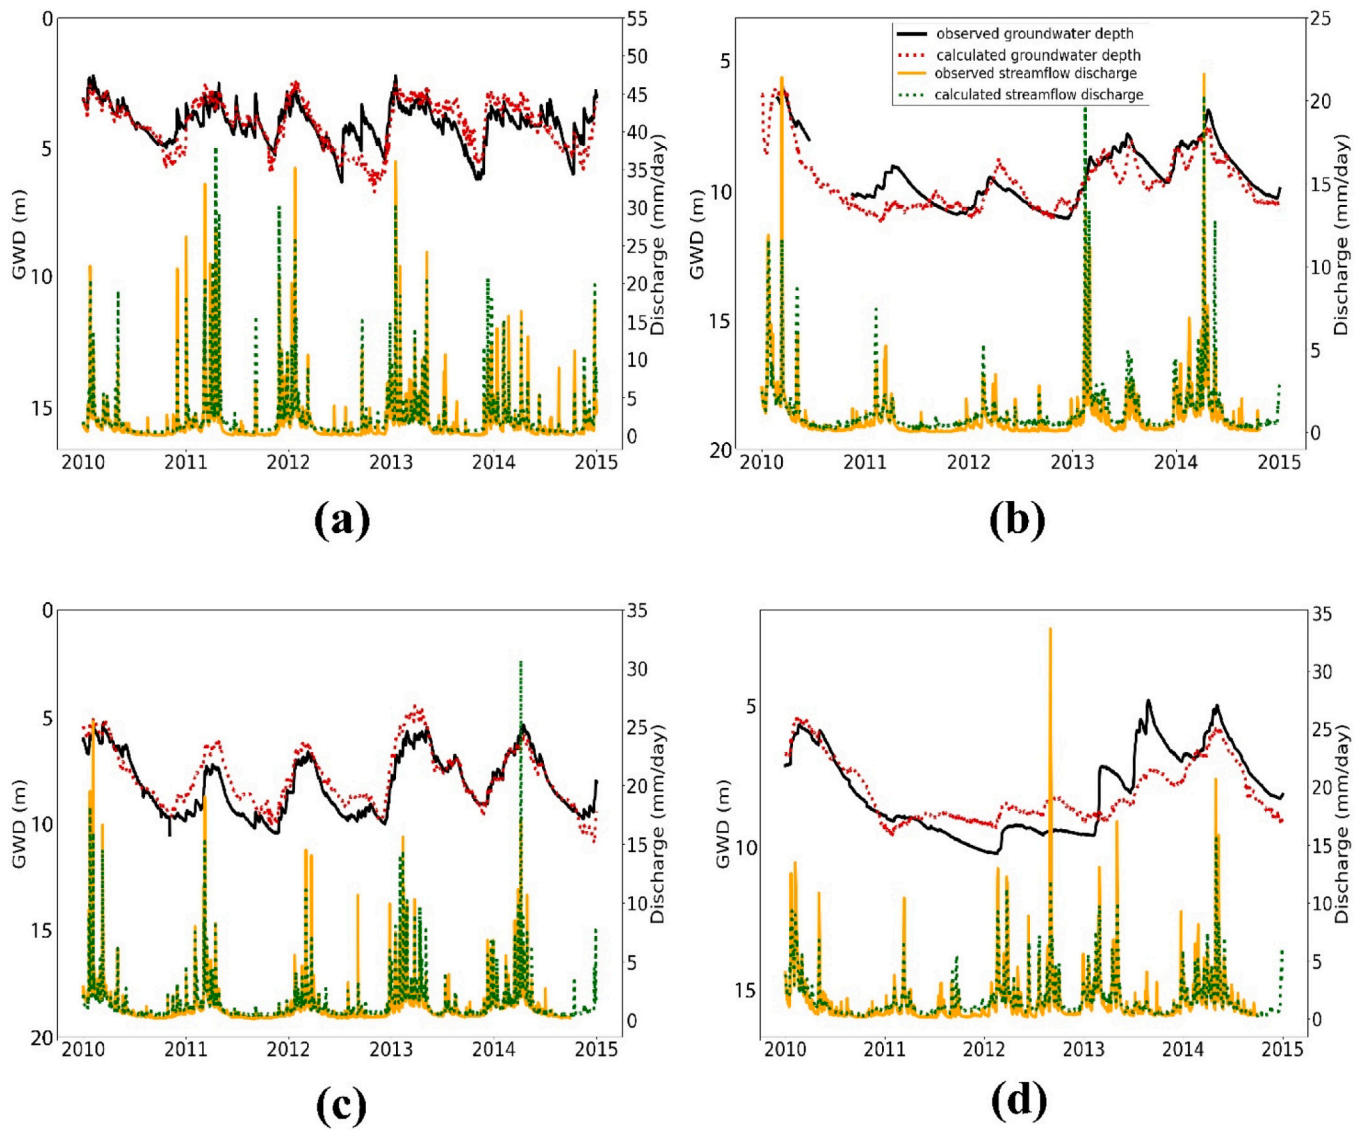 0
5
10
15
GWD (m)
55
50
45
40
35
30
25
20
15
10
5
0
Discharge (mm/day)
2010 2011 2012 2013 2014 2015
(a)
observed groundwater depth
calculated groundwater depth
observed streamflow discharge
calculated streamflow discharge
5
10
15
20
GWD (m)
25
20
15
10
5
0
Discharge (mm/day)
2010 2011 2012 2013 2014 2015
(b)
0
5
10
15
20
GWD (m)
35
30
25
20
15
10
5
0
Discharge (mm/day)
2010 2011 2012 2013 2014 2015
(c)
5
10
15
GWD (m)
35
30
25
20
15
10
5
0
Discharge (mm/day)
2010 2011 2012 2013 2014 2015
(d)